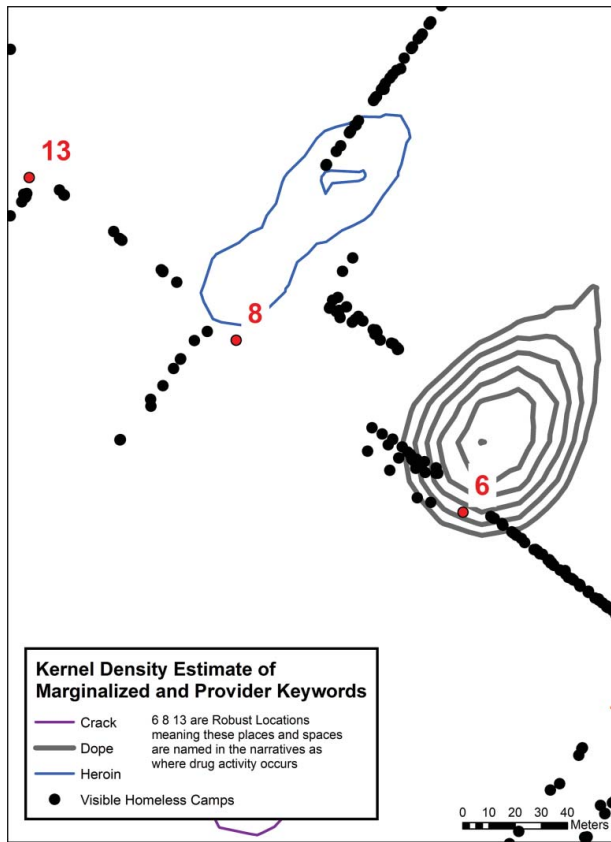 13
8
6
Kernel Density Estimate of
Marginalized and Provider Keywords
Crack
Dope
Heroin
Visible Homeless Camps
6 8 13 are Robust Locations
meaning these places and spaces
are named in the narratives as
where drug activity occurs
0 10 20 30 40
Meters